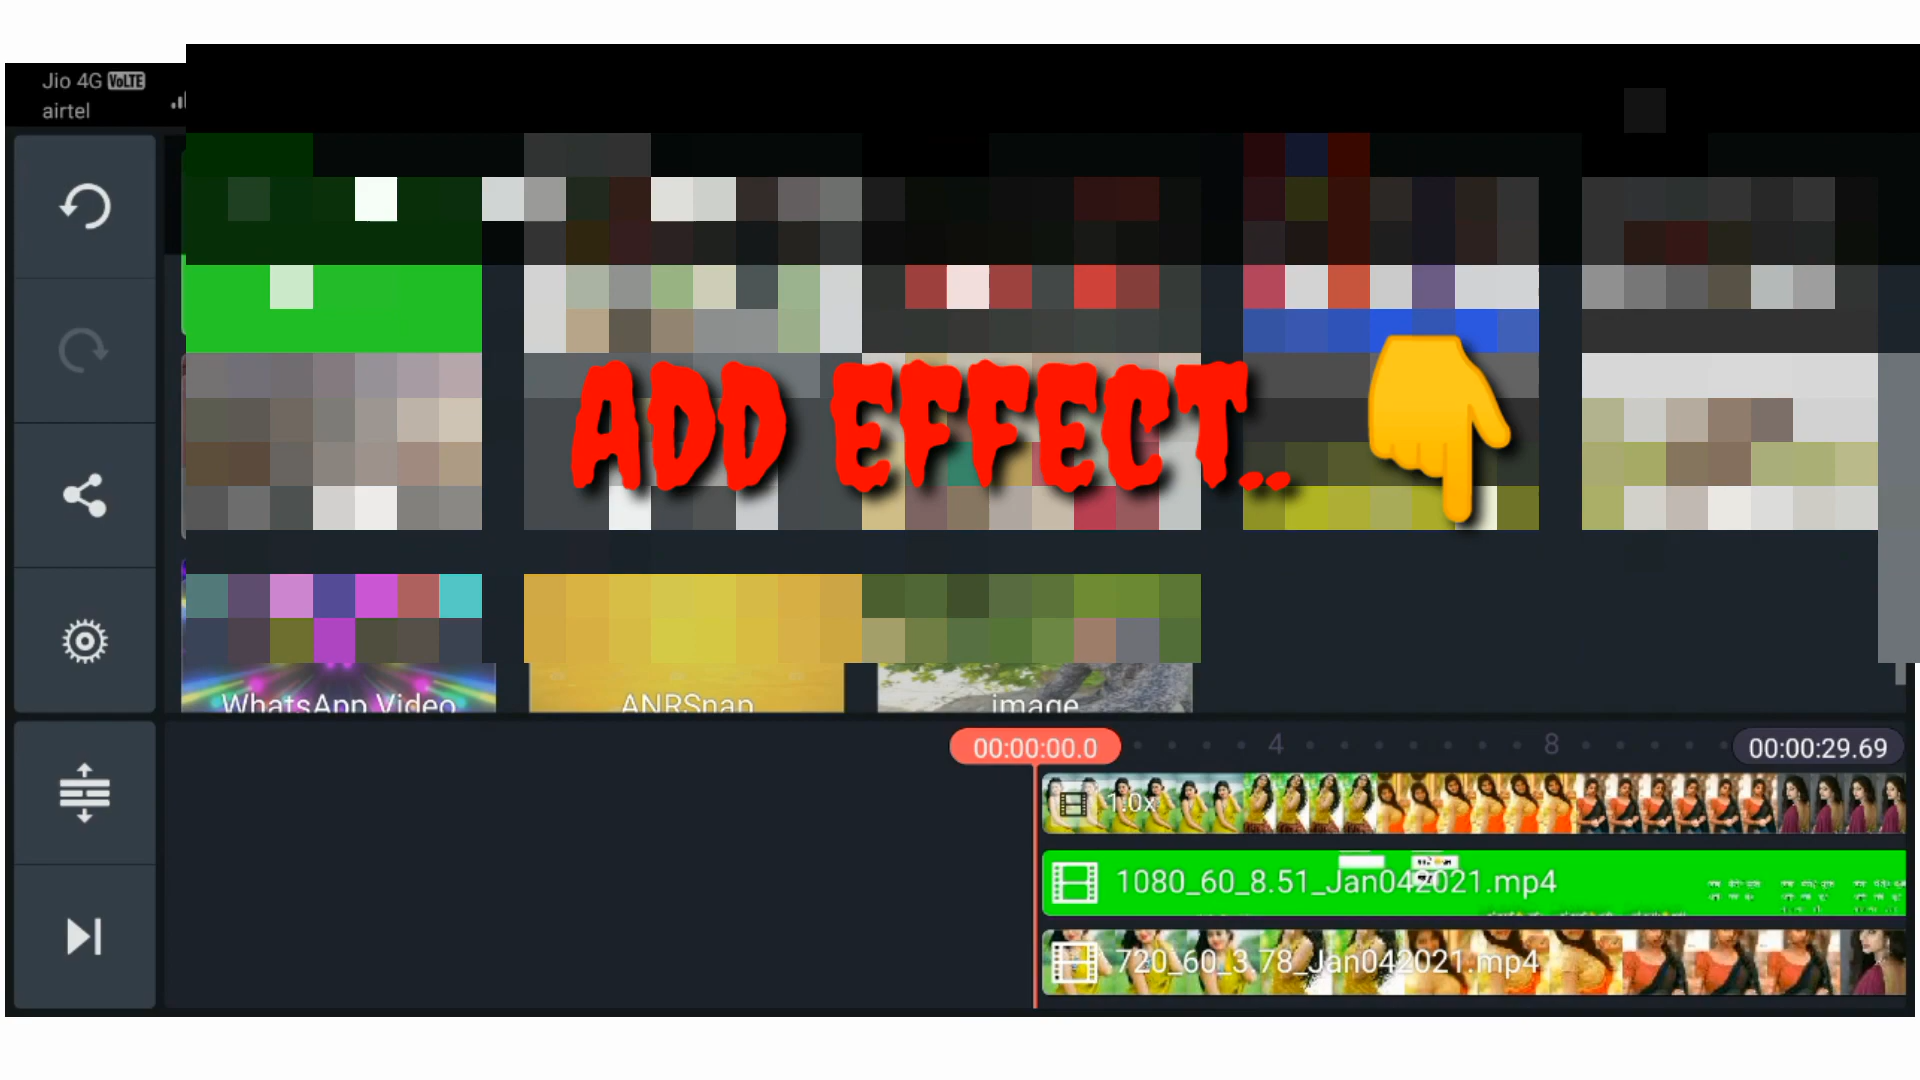 Jio 4G VoLTE
airtel
ADD EFFECT..
WhatsApp Video
ANRSnap
image
00:00:00.0
4
8
00:00:29.69
1.0x
1080_60_8.51_Jan042021.mp4
720_60_3.78_Jan042021.mp4